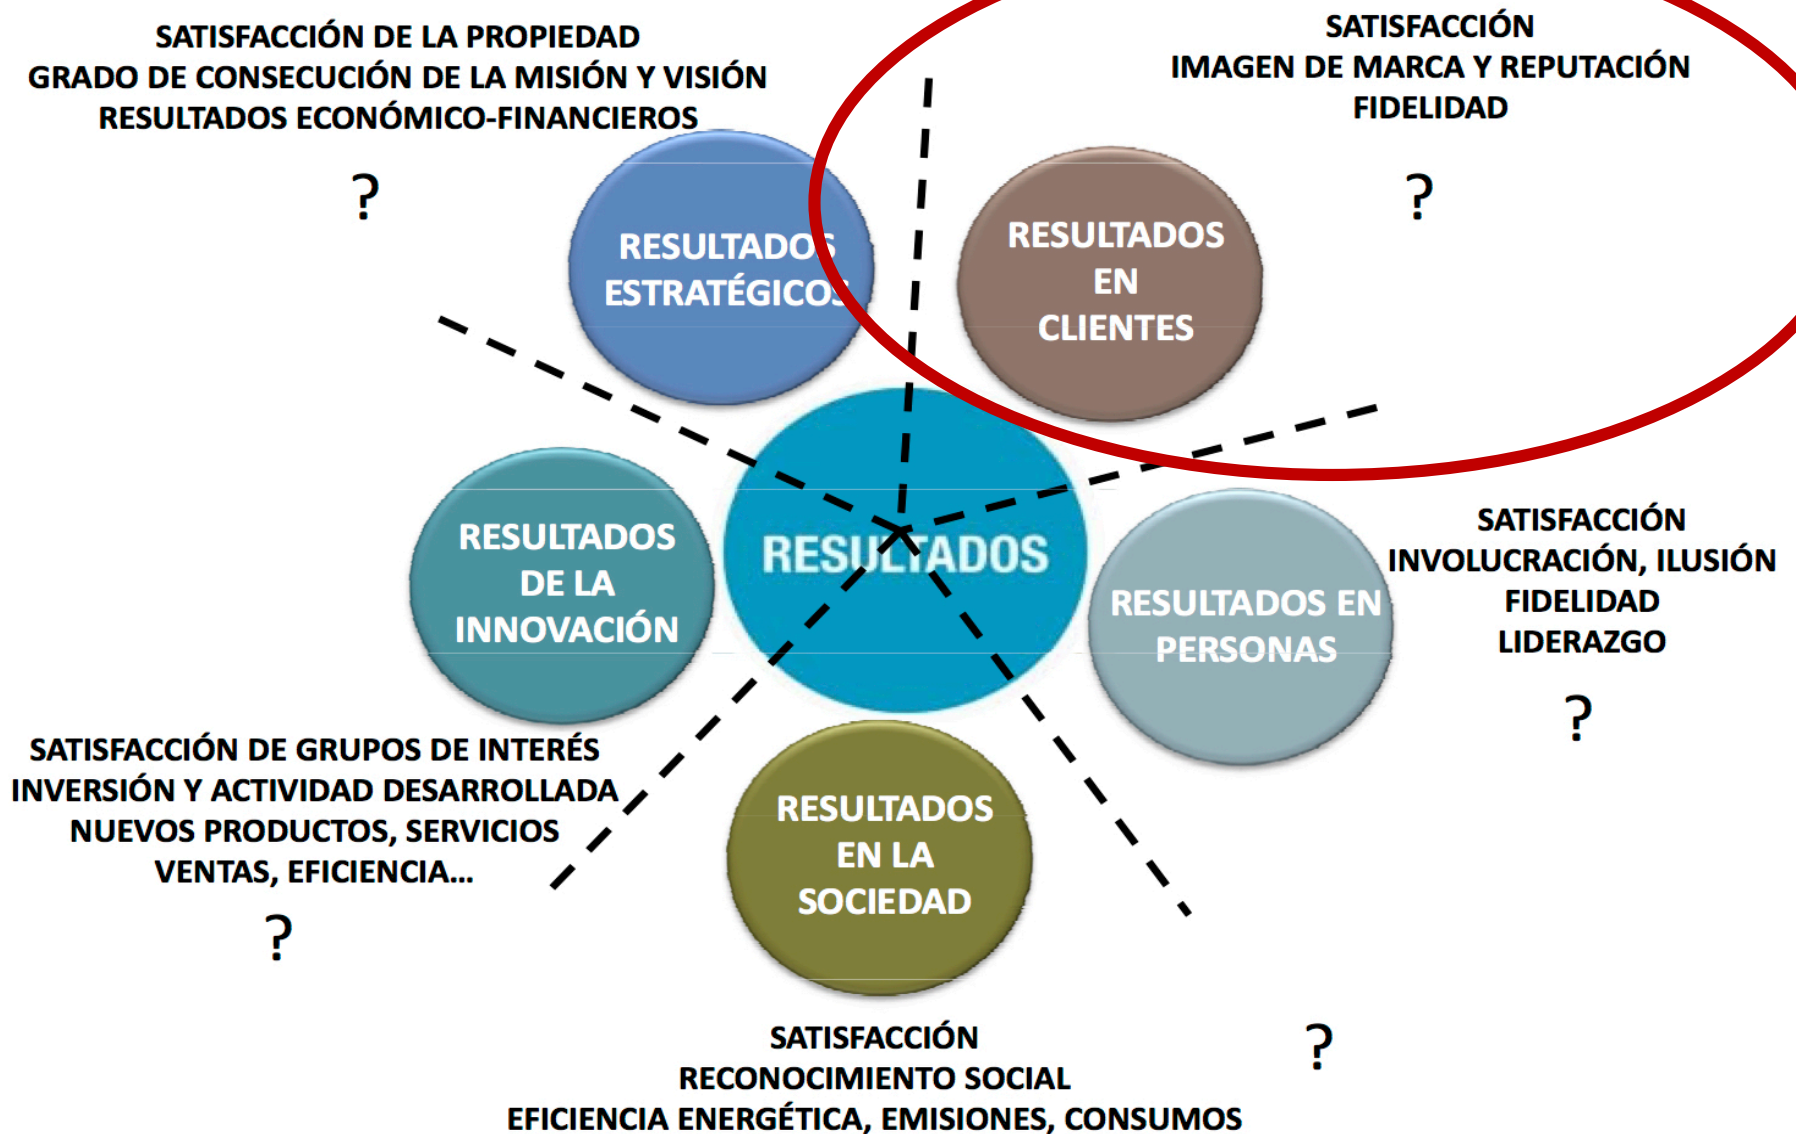 SATISFACCIÓN DE LA PROPIEDAD
GRADO DE CONSECUCIÓN DE LA MISIÓN Y VISIÓN
RESULTADOS ECONÓMICO-FINANCIEROS
?
SATISFACCIÓN
IMAGEN DE MARCA Y REPUTACIÓN
FIDELIDAD
?
RESULTADOS
ESTRATÉGICOS
RESULTADOS
EN
CLIENTES
RESULTADOS
DE LA
INNOVACIÓN
RESULTADOS
RESULTADOS EN
PERSONAS
SATISFACCIÓN
INVOLUCRACIÓN, ILUSIÓN
FIDELIDAD
LIDERAZGO
?
SATISFACCIÓN DE GRUPOS DE INTERÉS
INVERSIÓN Y ACTIVIDAD DESARROLLADA
NUEVOS PRODUCTOS, SERVICIOS
VENTAS, EFICIENCIA...
?
RESULTADOS
EN LA
SOCIEDAD
SATISFACCIÓN
RECONOCIMIENTO SOCIAL
EFICIENCIA ENERGÉTICA, EMISIONES, CONSUMOS
?